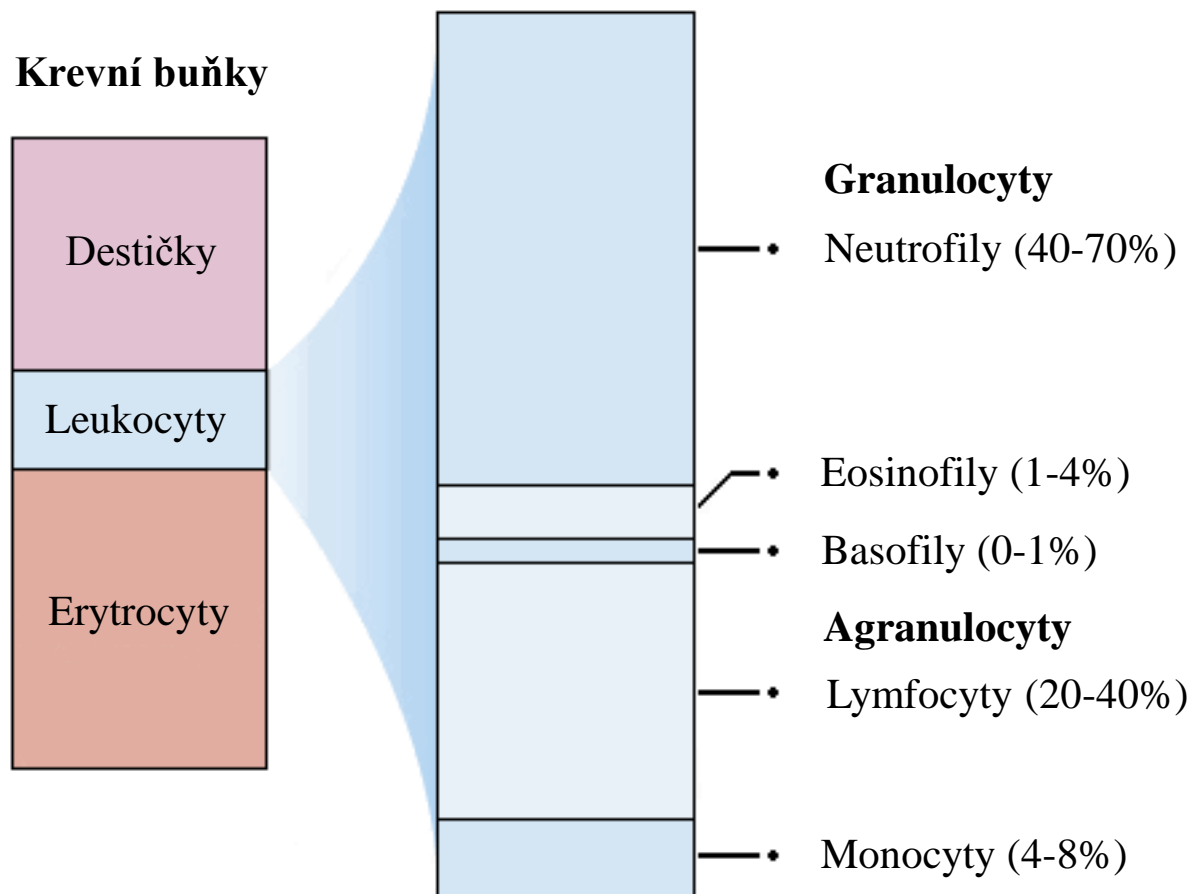 Krevní buňky
Destičky
Leukocyty
Erytrocyty
Granulocyty
Neutrofily (40-70%)
Eosinofily (1-4%)
Basofily (0-1%)
Agranulocyty
Lymfocyty (20-40%)
Monocyty (4-8%)